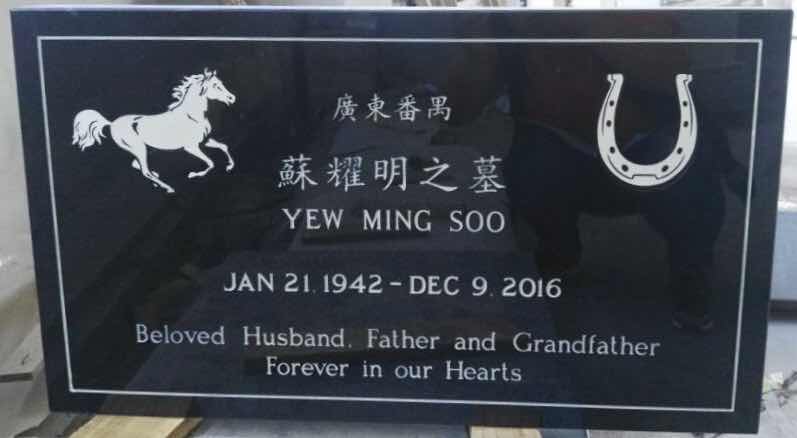 廣東番禺
蘇耀明之墓
YEW MING SOO
JAN 21. 1942 – DEC 9. 2016
Beloved Husband, Father and Grandfather
Forever in our Hearts